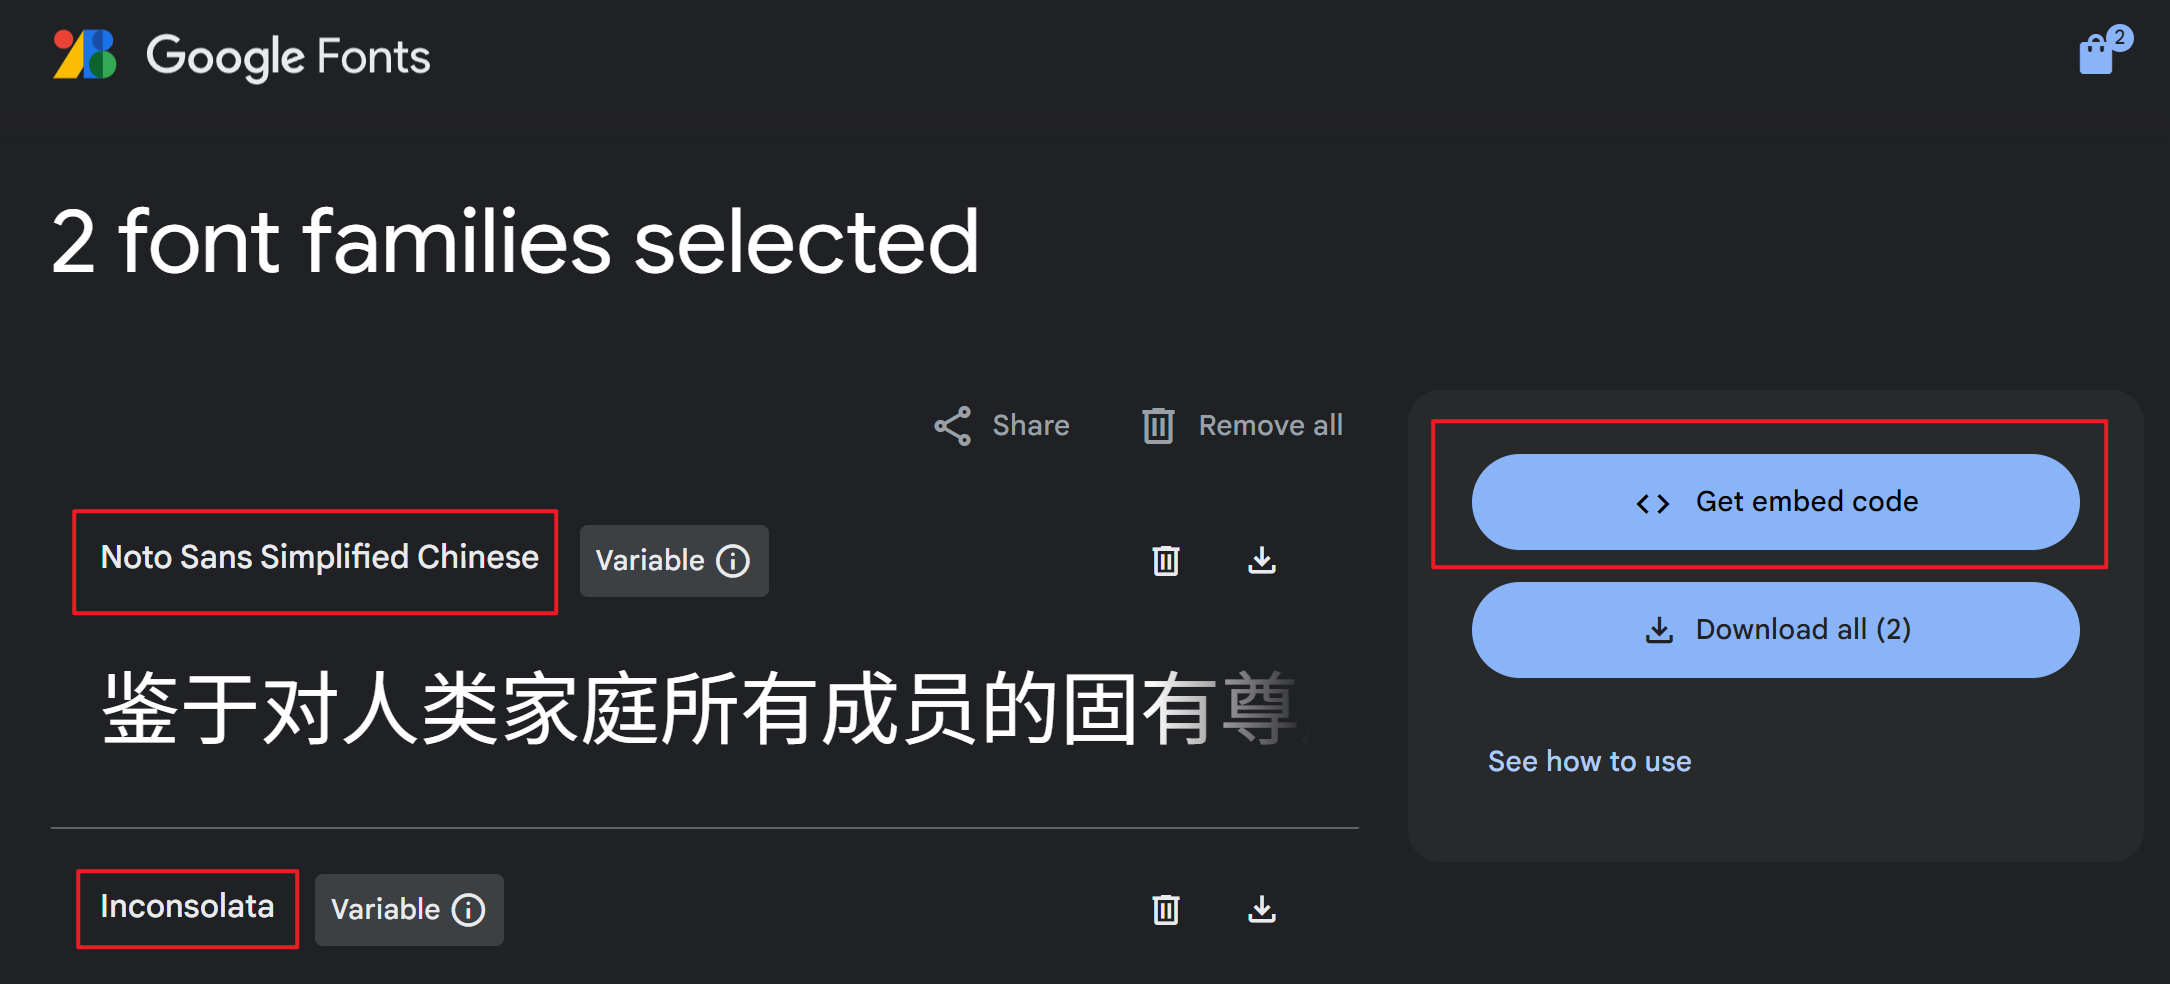 Google Fonts
2
2 font families selected
Share
Remove all
Get embed code
Noto Sans Simplified Chinese
Variable
Download all (2)
鉴于对人类家庭所有成员的固有尊
See how to use
Inconsolata
Variable